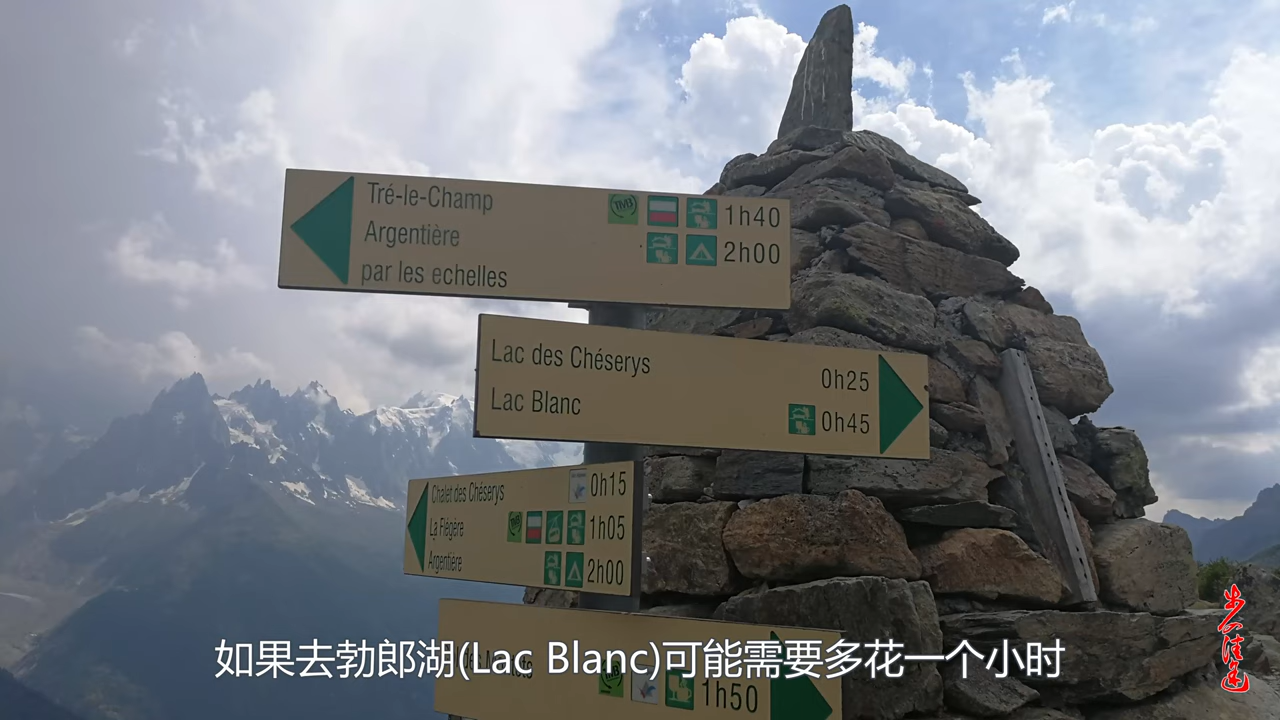 Tré-le-Champ
1h40
Argentière
2h00
par les echelles
Lac des Chéserys
0h25
Lac Blanc
0h45
Chalet des Chéserys
0h15
La Flégère
1h05
Argentière
2h00
1h50
如果去勃郎湖(Lac Blanc)可能需要多花一个小时